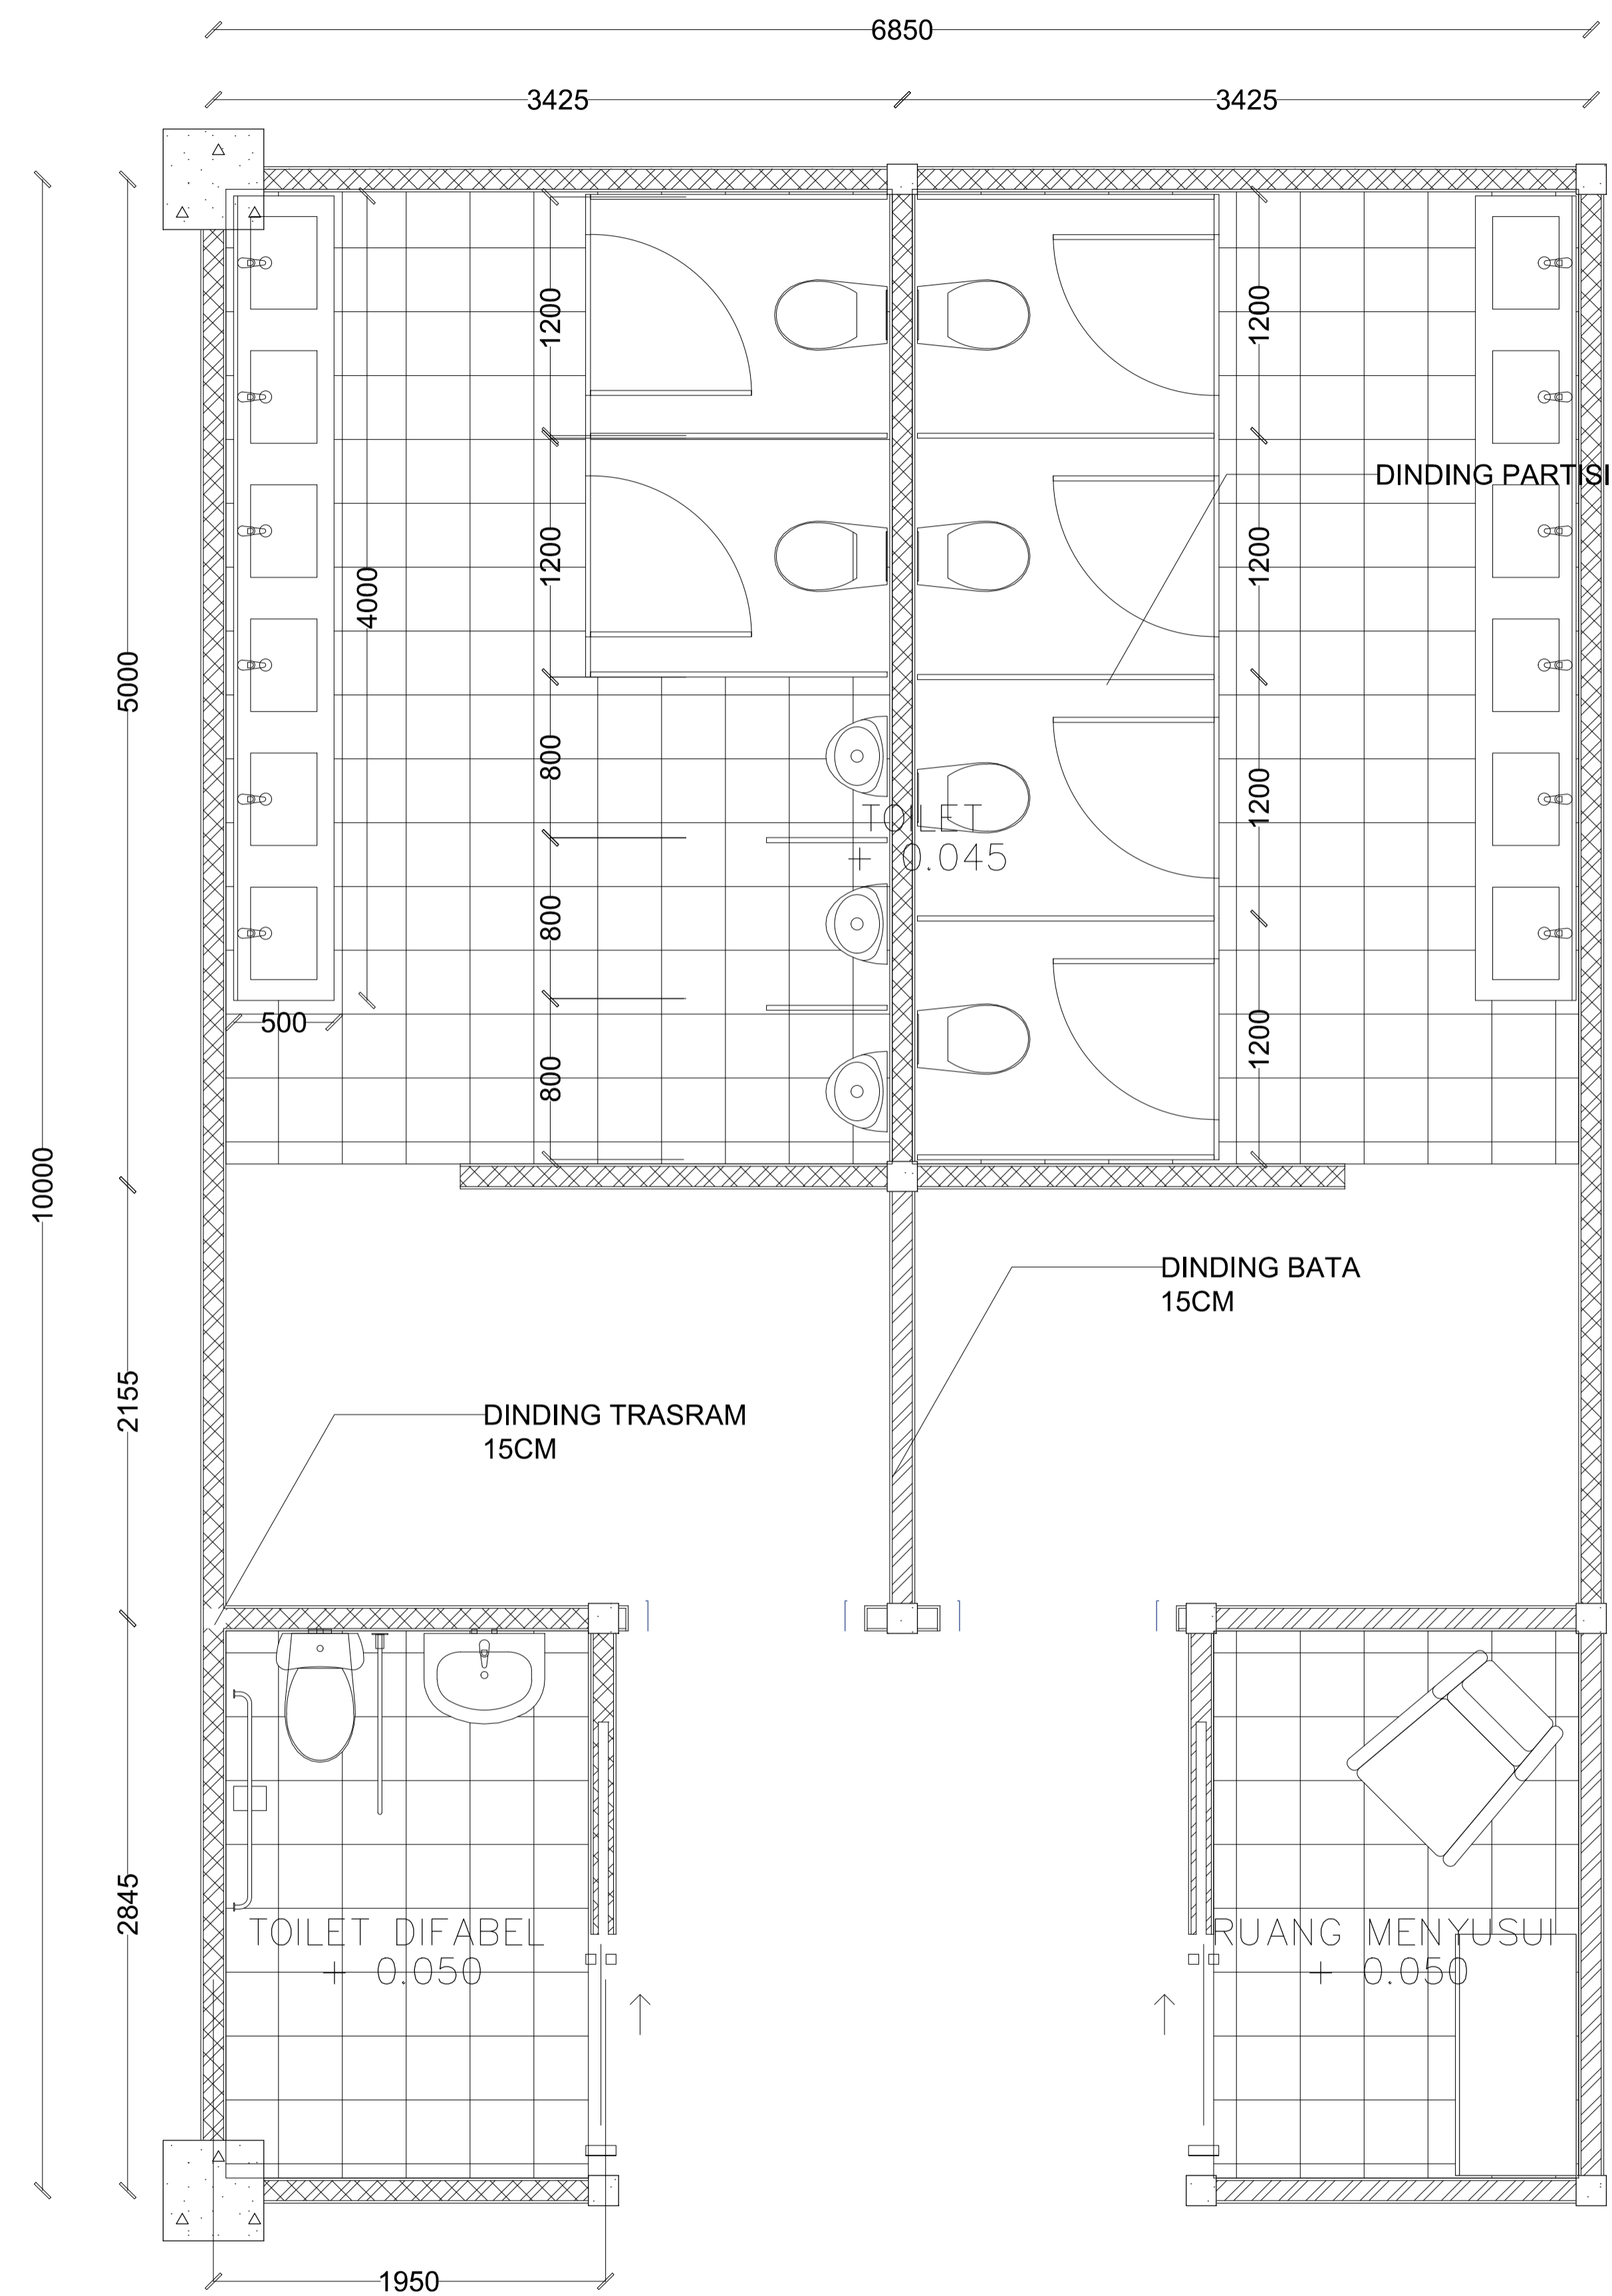 6850
3425
3425
1200
1200
DINDING PARTISI
1200
1200
4000
5000
800
1200
TOILET
+ 0.045
800
500
1200
800
10000
DINDING BATA
15CM
2155
DINDING TRASRAM
15CM
2845
TOILET DIFABEL
+ 0.050
RUANG MENYUSUI
+ 0.050
1950